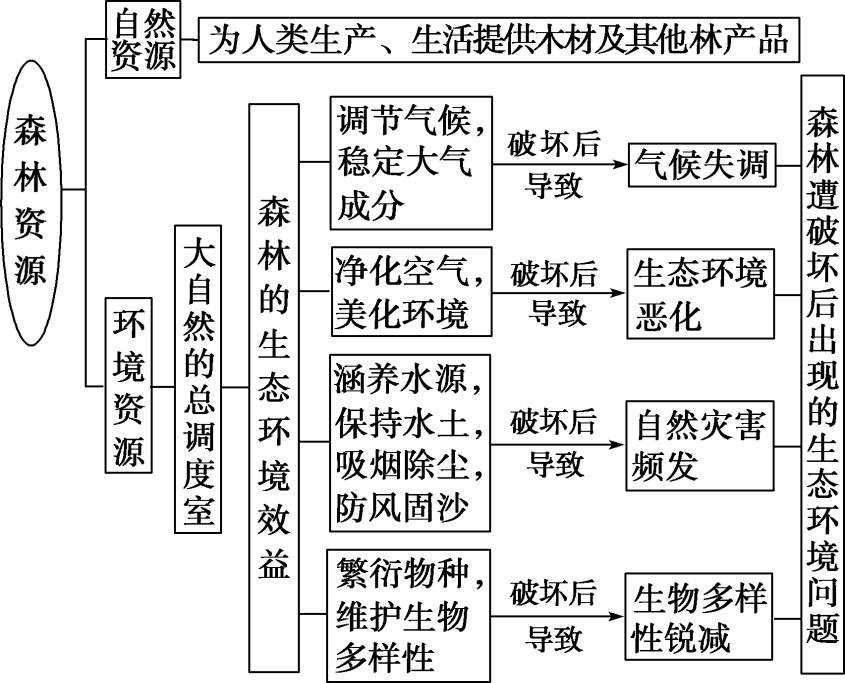 森林资源
自然
资源
为人类生产、生活提供木材及其他林产品
环境资源
大自然的总调度室
森林的生态环境效益
调节气候，
稳定大气
成分
破坏后
导致
气候失调
净化空气，
美化环境
破坏后
导致
生态环境
恶化
涵养水源，
保持水土，
吸烟除尘，
防风固沙
破坏后
导致
自然灾害
频发
繁衍物种，
维护生物
多样性
破坏后
导致
生物多样
性锐减
森林遭破坏后出现的生态环境问题